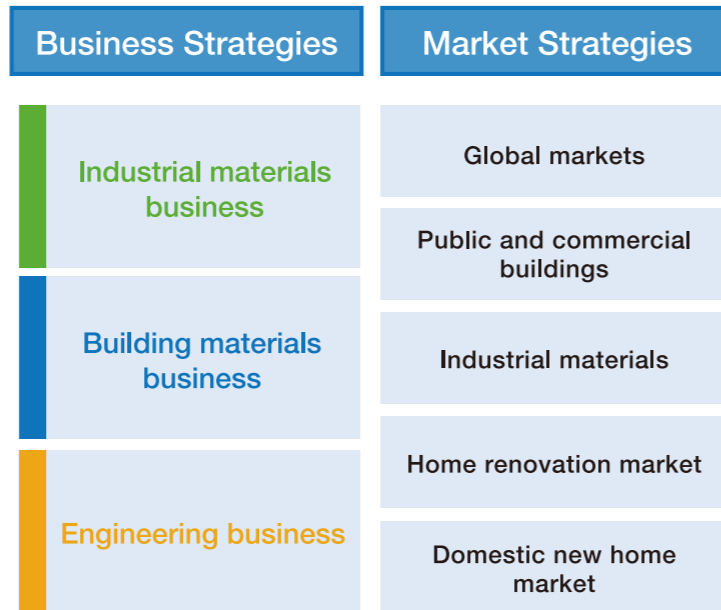 Business Strategies
Industrial materials
business
Building materials
business
Engineering business
Market Strategies
Global markets
Public and commercial
buildings
Industrial materials
Home renovation market
Domestic new home
market